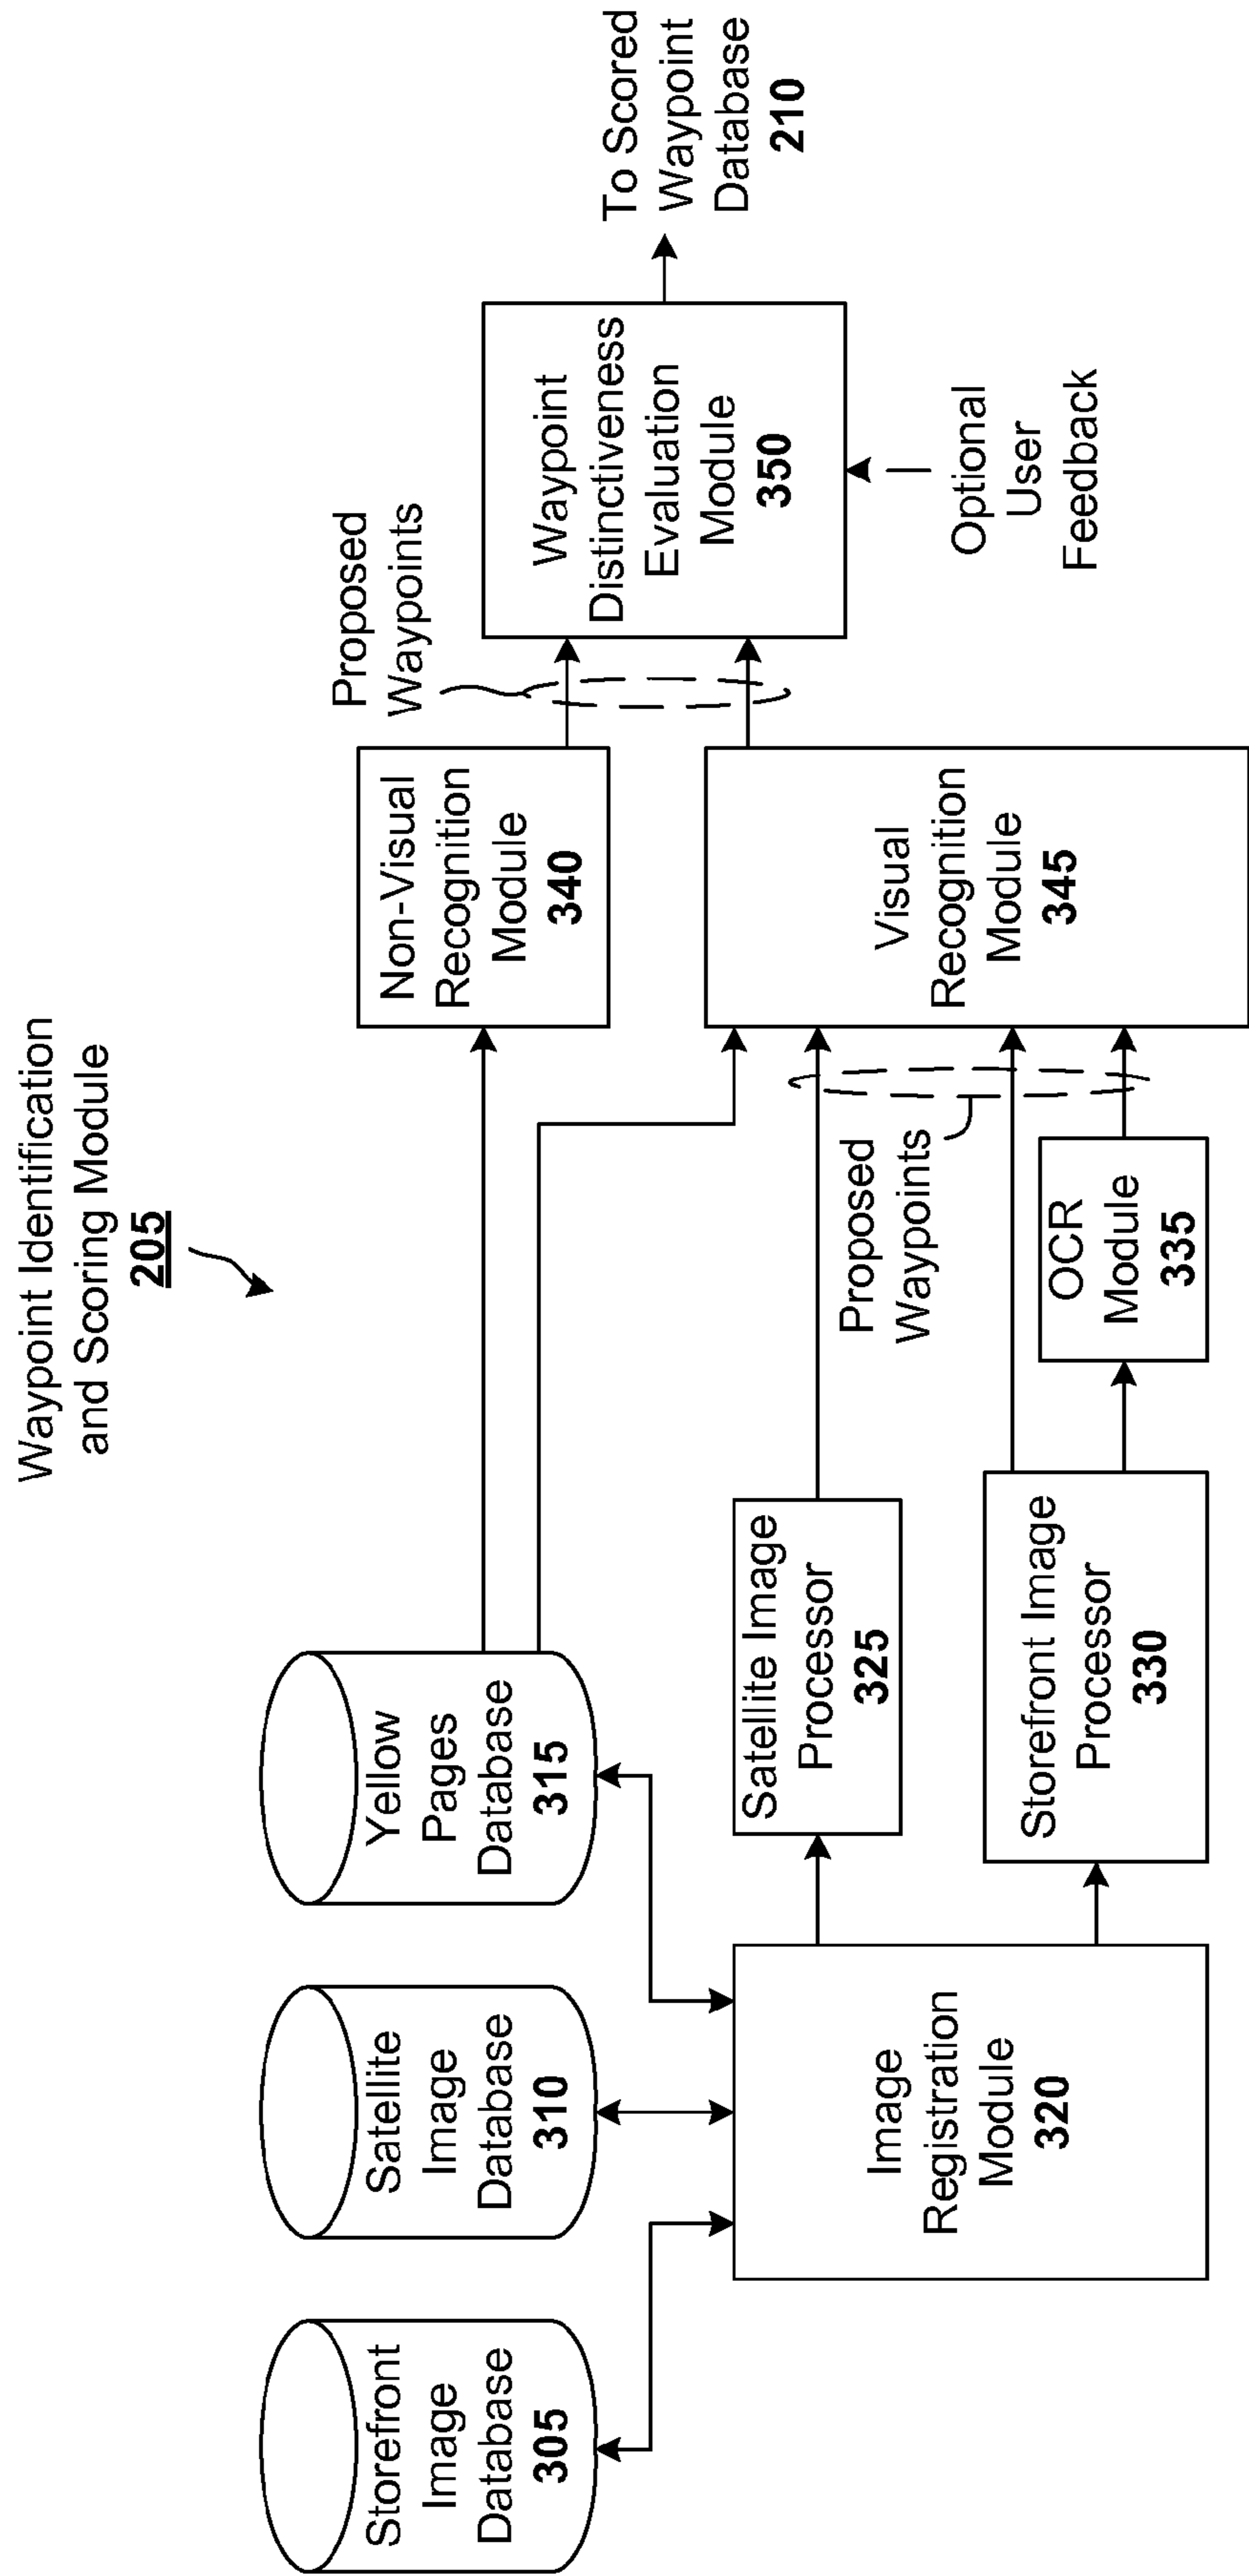 Waypoint Identification
and Scoring Module
205
Storefront
Image
Database
305
Satellite
Image
Database
310
Yellow
Pages
Database
315
Image
Registration
Module
320
Satellite Image
Processor
325
Storefront Image
Processor
330
OCR
Module
335
Proposed
Waypoints
Non-Visual
Recognition
Module
340
Visual
Recognition
Module
345
Proposed
Waypoints
Waypoint
Distinctiveness
Evaluation
Module
350
Optional
User
Feedback
To Scored
Waypoint
Database
210